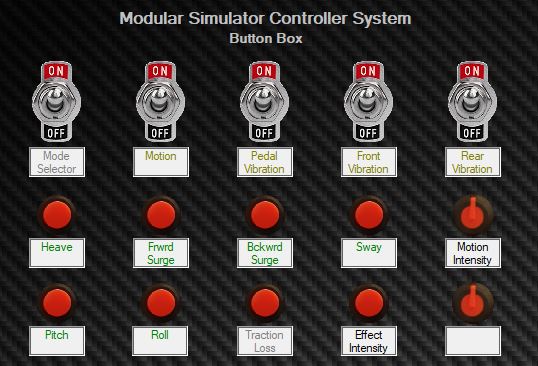 Modular Simulator Controller System
Button Box
ON ON ON ON ON
OFF OFF OFF OFF OFF
Mode Selector
Motion
Pedal Vibration
Front Vibration
Rear Vibration
Heave
Frwrd Surge
Bckwrd Surge
Sway
Motion Intensity
Pitch
Roll
Traction Loss
Effect Intensity